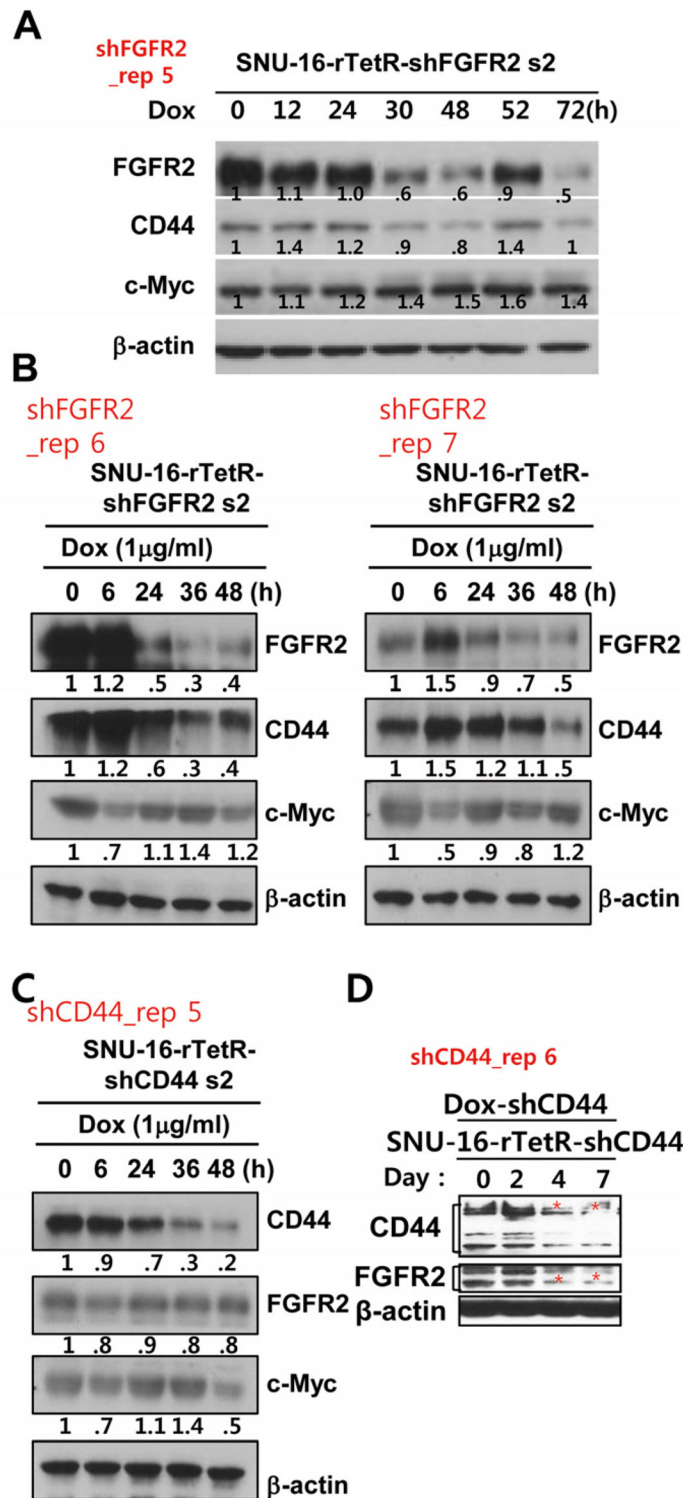 A
shFGFR2
_rep 5
SNU-16-rTetR-shFGFR2 s2
Dox 0 12 24 30 48 52 72(h)
FGFR2
1 1.1 1.0 .6 .6 .9 .5
CD44
1 1.4 1.2 .9 .8 1.4 1
c-Myc
1 1.1 1.2 1.4 1.5 1.6 1.4
β-actin
B
shFGFR2
_rep 6
SNU-16-rTetR-
shFGFR2 s2
Dox (1μg/ml)
0 6 24 36 48 (h)
FGFR2
1 1.2 .5 .3 .4
CD44
1 1.2 .6 .3 .4
c-Myc
1 .7 1.1 1.4 1.2
β-actin
shFGFR2
_rep 7
SNU-16-rTetR-
shFGFR2 s2
Dox (1μg/ml)
0 6 24 36 48 (h)
FGFR2
1 1.5 .9 .7 .5
CD44
1 1.5 1.2 1.1 .5
c-Myc
1 .5 .9 .8 1.2
β-actin
C
shCD44_rep 5
SNU-16-rTetR-
shCD44 s2
Dox (1μg/ml)
0 6 24 36 48 (h)
CD44
1 .9 .7 .3 .2
FGFR2
1 .8 .9 .8 .8
c-Myc
1 .7 1.1 1.4 .5
β-actin
D
shCD44_rep 6
Dox-shCD44
SNU-16-rTetR-shCD44
Day : 0 2 4 7
CD44 * *
FGFR2 * *
β-actin